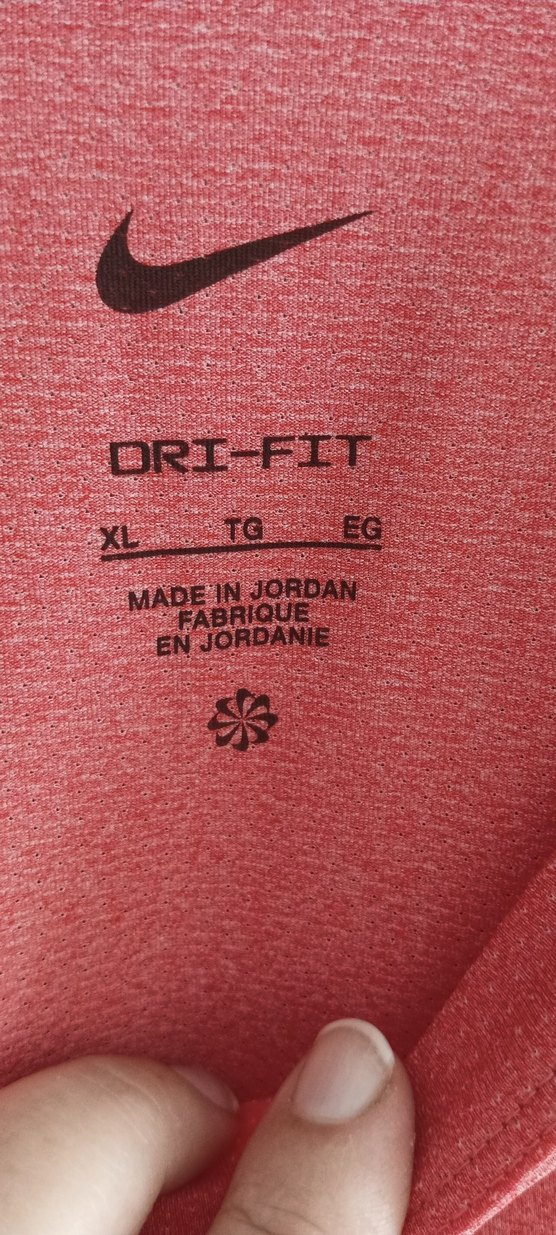 DRI-FIT
XL TG EG
MADE IN JORDAN
FABRIQUE
EN JORDANIE